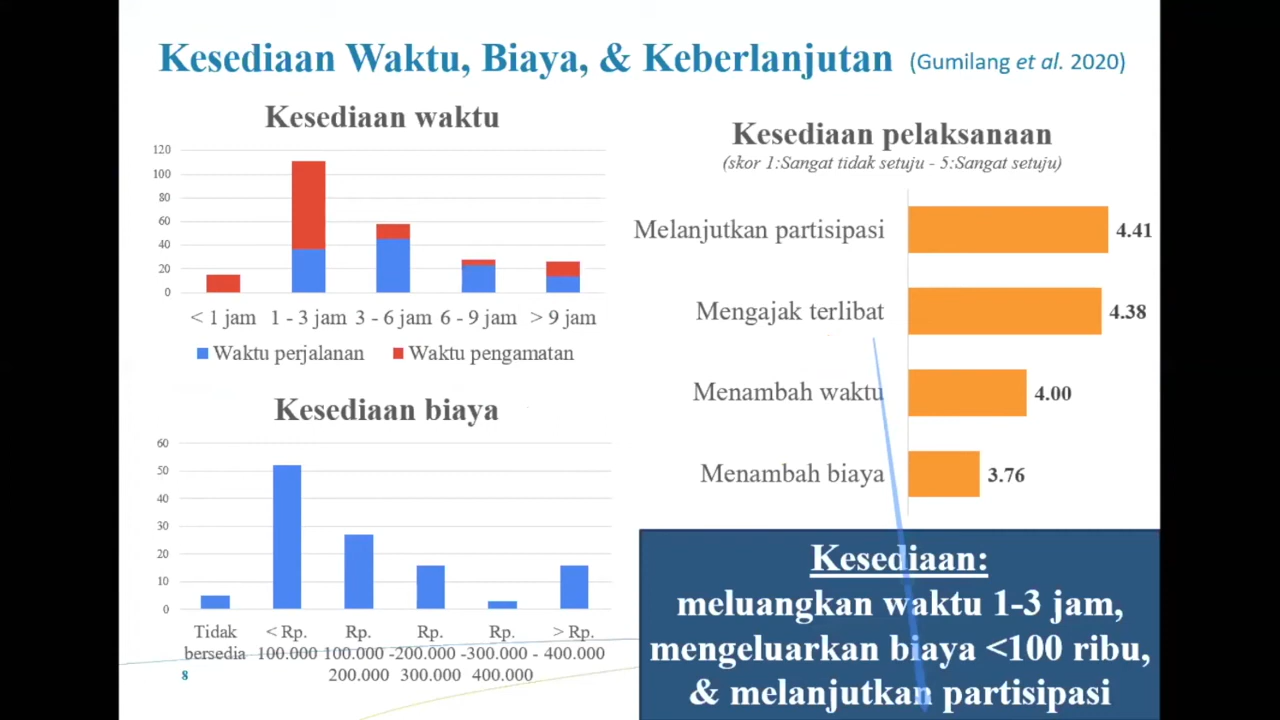 Kesediaan Waktu, Biaya, & Keberlanjutan (Gumilang et al. 2020)
Kesediaan waktu
120
100
80
60
40
20
0
< 1 jam 1 - 3 jam 3 - 6 jam 6 - 9 jam > 9 jam
Waktu perjalanan Waktu pengamatan
Kesediaan biaya
60
50
40
30
20
10
0
Tidak < Rp. Rp. Rp. Rp. > Rp.
bersedia 100.000 100.000 -200.000 -300.000 - 400.000
200.000 300.000 400.000
8
Kesediaan pelaksanaan
(skor 1:Sangat tidak setuju - 5:Sangat setuju)
Melanjutkan partisipasi 4.41
Mengajak terlibat 4.38
Menambah waktu 4.00
Menambah biaya 3.76
Kesediaan:
meluangkan waktu 1-3 jam,
mengeluarkan biaya <100 ribu,
& melanjutkan partisipasi